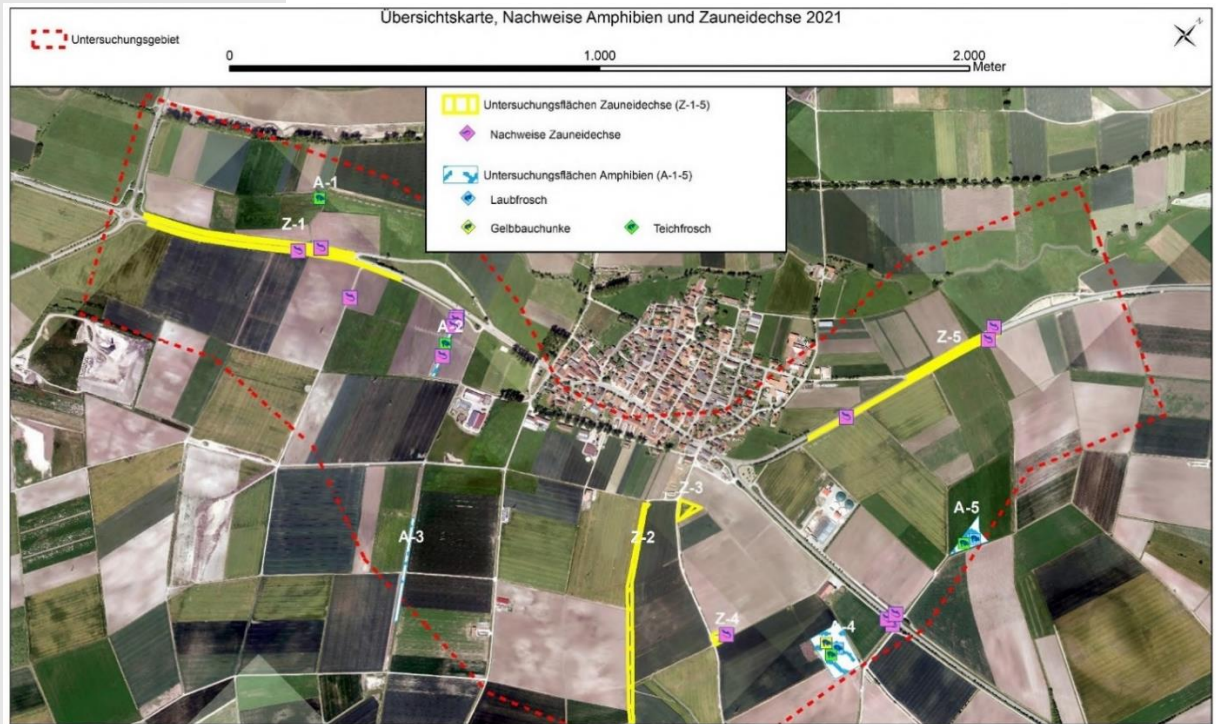 Übersichtskarte, Nachweise Amphibien und Zauneidechse 2021
Untersuchungsgebiet
0 1.000 2.000
Meter
Untersuchungsflächen Zauneidechse (Z-1-5)
Nachweise Zauneidechse
Untersuchungsflächen Amphibien (A-1-5)
Laubfrosch
Gelbbauchunke Teichfrosch
A-1
Z-1
A-2
Z-5
Z-3
A-5
A-3
Z-2
Z-4
A-4